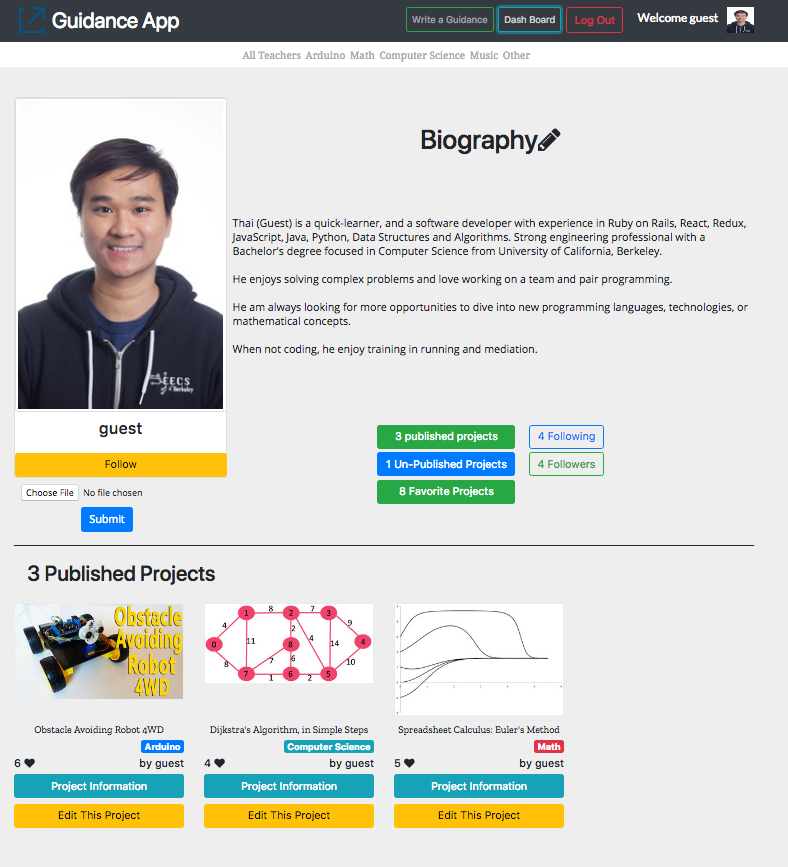 Guidance App
Write a Guidance Dash Board Log Out Welcome guest
All Teachers Arduino Math Computer Science Music Other
Biography
Thai (Guest) is a quick-learner, and a software developer with experience in Ruby on Rails, React, Redux,
JavaScript, Java, Python, Data Structures and Algorithms. Strong engineering professional with a
Bachelor's degree focused in Computer Science from University of California, Berkeley.
He enjoys solving complex problems and love working on a team and pair programming.
He am always looking for more opportunities to dive into new programming languages, technologies, or
mathematical concepts.
When not coding, he enjoy training in running and mediation.
EECS
@ Berkeley
guest
Follow
Choose File No file chosen
Submit
3 published projects
4 Following
1 Un-Published Projects
4 Followers
8 Favorite Projects
3 Published Projects
Obstacle
Avoiding
Robot
4WD
1 8 2 7 3
4 2 9
0 11 8 4 14 4
8 7 6 10
7 1 6 2 5
Obstacle Avoiding Robot 4WD
Arduino
6 by guest
Project Information
Edit This Project
Dijkstra's Algorithm, in Simple Steps
Computer Science
4 by guest
Project Information
Edit This Project
Spreadsheet Calculus: Euler's Method
Math
5 by guest
Project Information
Edit This Project